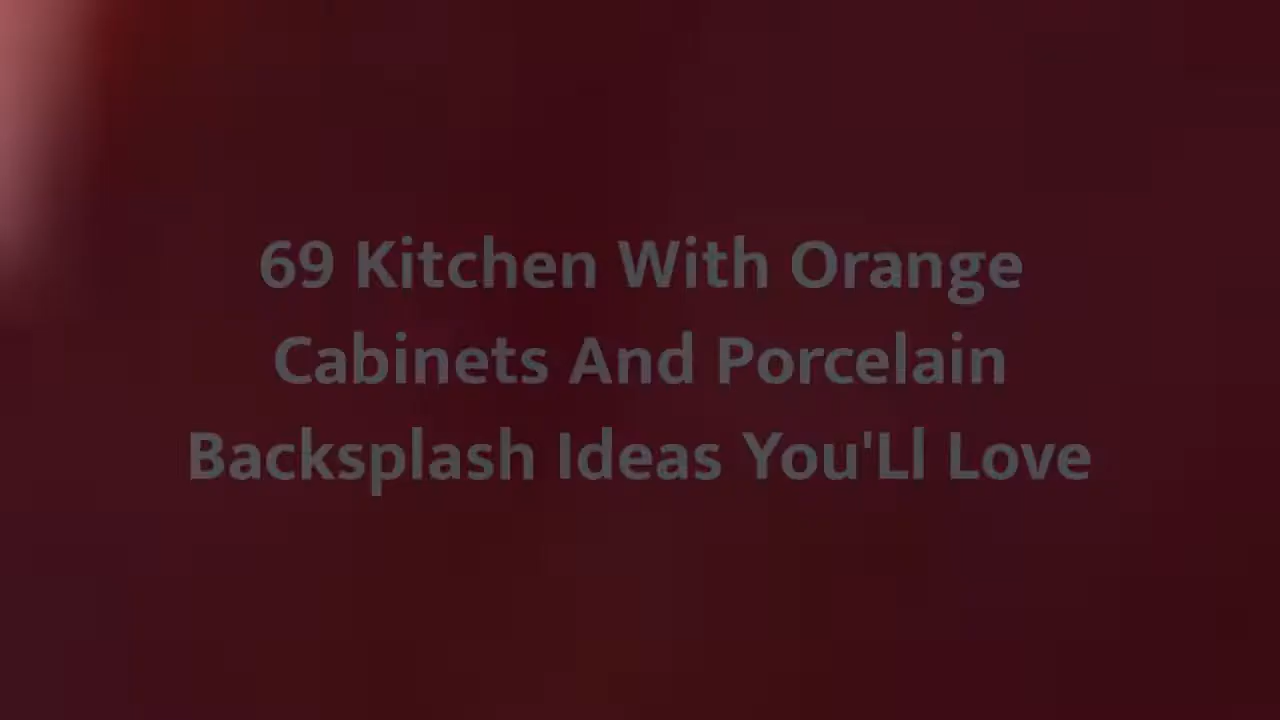 69 Kitchen With Orange
Cabinets And Porcelain
Backsplash Ideas You'Ll Love